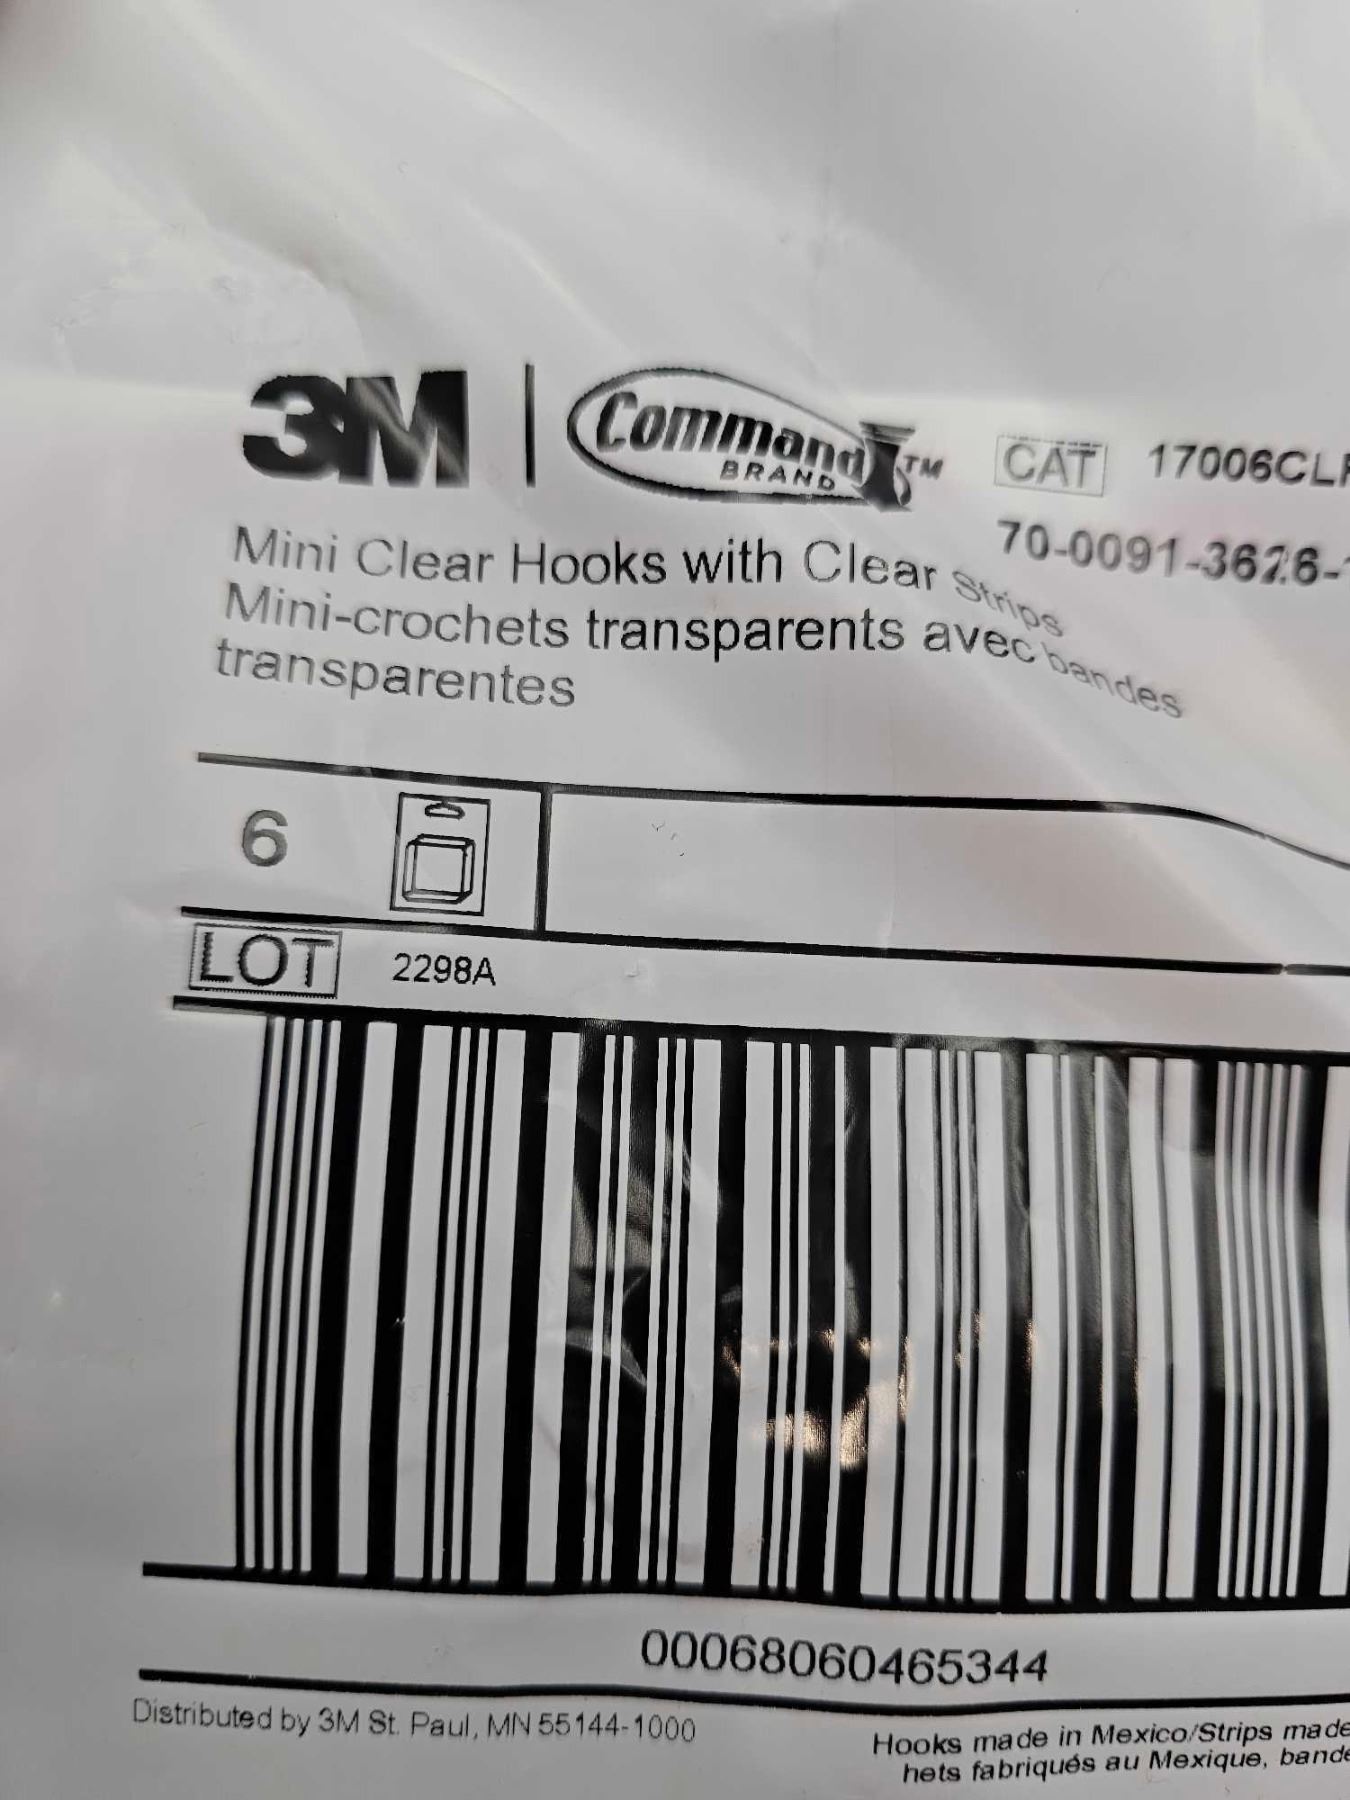 3M Command™
BRAND
CAT 17006CL
70-0091-3626-
Mini Clear Hooks with Clear Strips
Mini-crochets transparents avec bandes
transparentes
6
LOT 2298A
00068060465344
Distributed by 3M St. Paul, MN 55144-1000
Hooks made in Mexico/Strips made
hets fabriqués au Mexique, bande